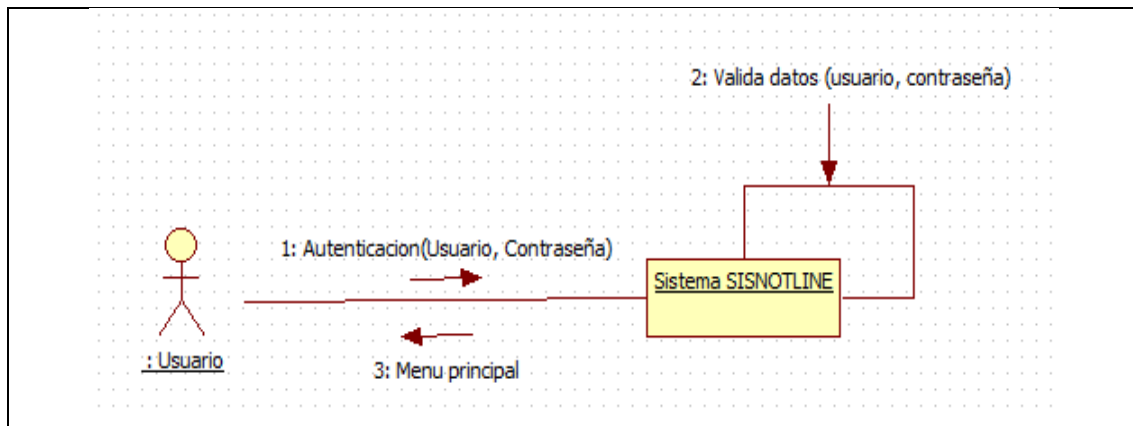 2: Valida datos (usuario, contraseña)
1: Autenticacion(Usuario, Contraseña)
Sistema SISNOTLINE
: Usuario
3: Menu principal